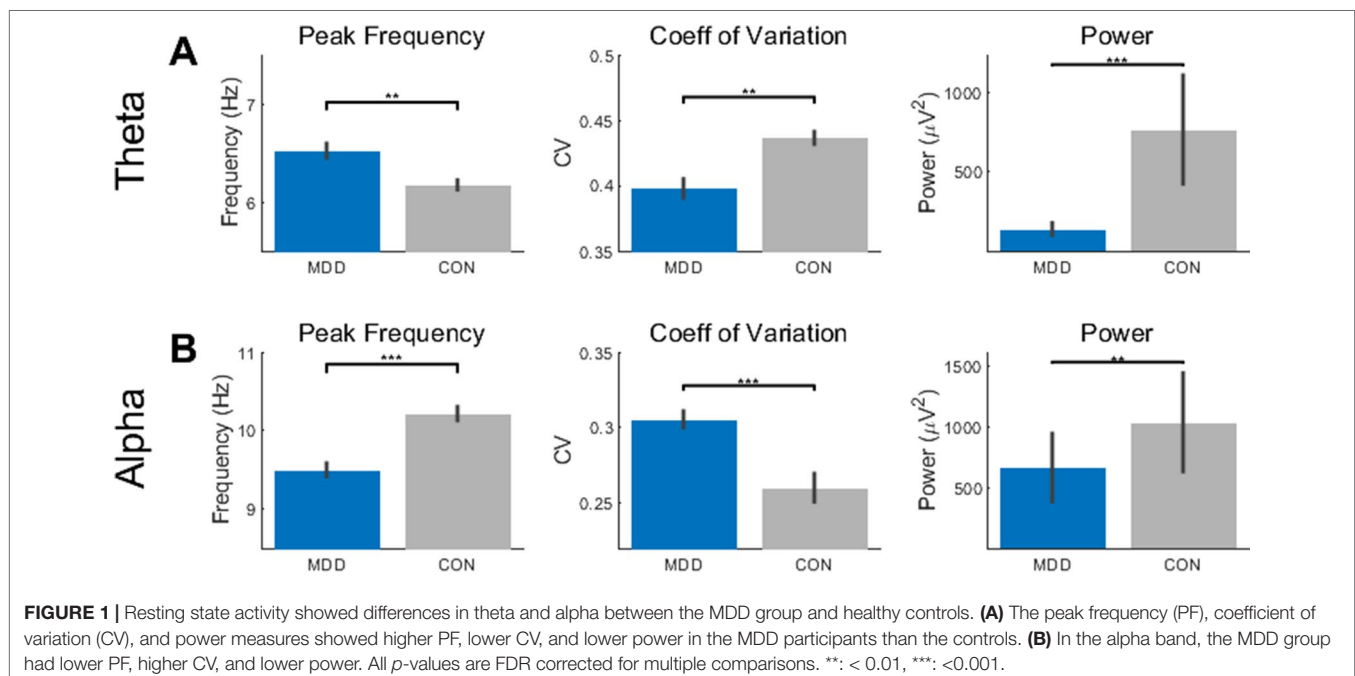 A
Theta
Peak Frequency
Frequency (Hz)
7
6
**
MDD
CON
Coeff of Variation
CV
0.5
0.45
0.4
0.35
**
MDD
CON
Power
Power (μV²)
1000
500
***
MDD
CON
B
Alpha
Peak Frequency
Frequency (Hz)
11
10
9
***
MDD
CON
Coeff of Variation
CV
0.35
0.3
0.25
***
MDD
CON
Power
Power (μV²)
1500
1000
500
**
MDD
CON
FIGURE 1 | Resting state activity showed differences in theta and alpha between the MDD group and healthy controls. (A) The peak frequency (PF), coefficient of
variation (CV), and power measures showed higher PF, lower CV, and lower power in the MDD participants than the controls. (B) In the alpha band, the MDD group
had lower PF, higher CV, and lower power. All p-values are FDR corrected for multiple comparisons. **: < 0.01, ***: <0.001.